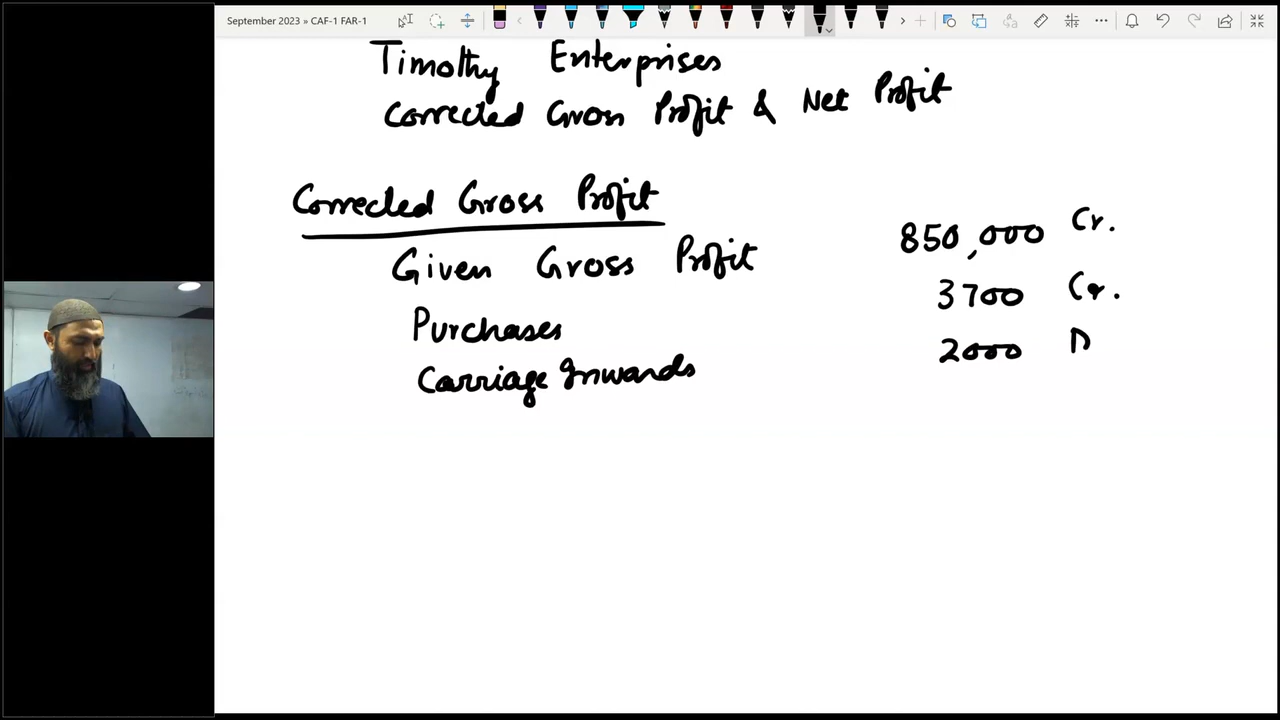 September 2023 » CAF-1 FAR-1
Timothy Enterprises
Corrected Gross Profit & Net Profit
Corrected Gross Profit
Given Gross Profit 850,000 Cr.
Purchases 3700 Cr.
Carriage Inwards 2000 D